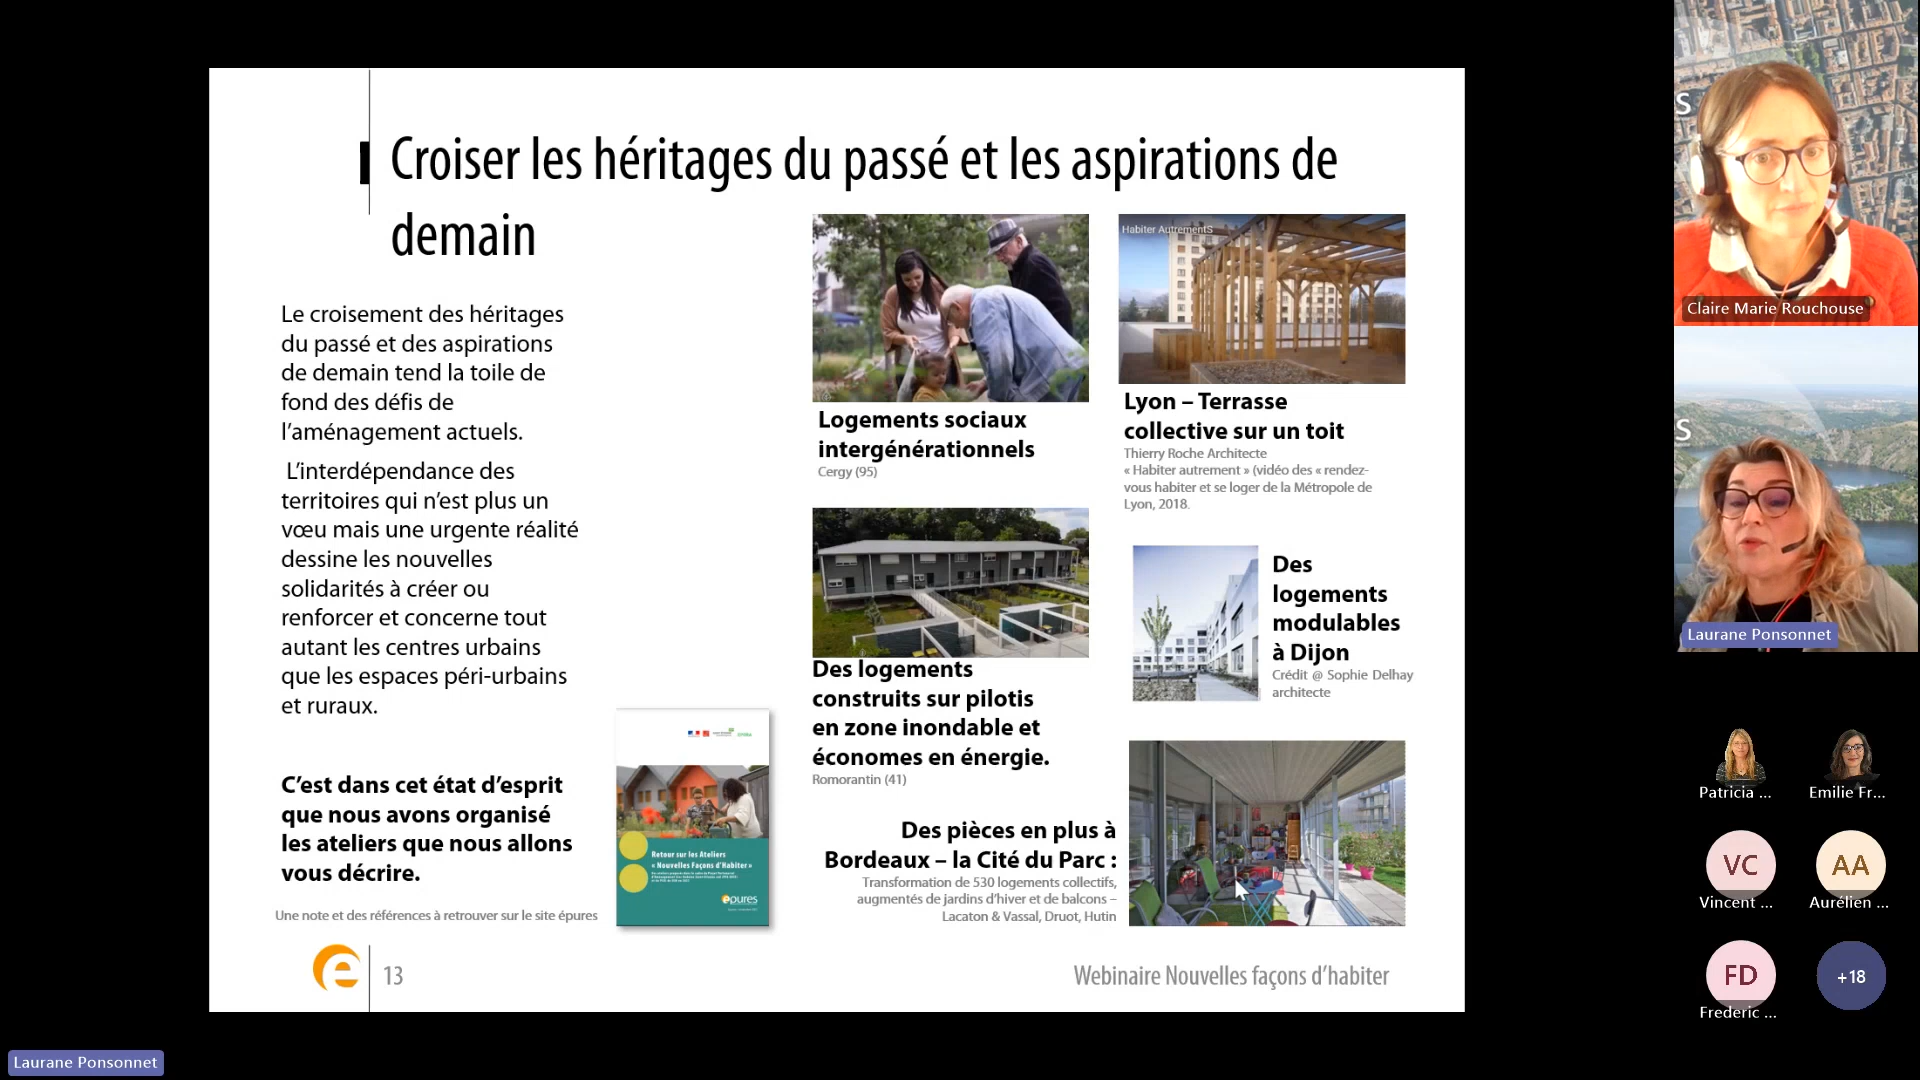 Croiser les héritages du passé et les aspirations de
demain
Le croisement des héritages
du passé et des aspirations
de demain tend la toile de
fond des défis de
l’aménagement actuels.
L’interdépendance des
territoires qui n’est plus un
vœu mais une urgente réalité
dessine les nouvelles
solidarités à créer ou
renforcer et concerne tout
autant les centres urbains
que les espaces péri-urbains
et ruraux.
C’est dans cet état d’esprit
que nous avons organisé
les ateliers que nous allons
vous décrire.
Une note et des références à retrouver sur le site épures
Retour sur les Ateliers
« Nouvelles Façons d’Habiter »
epures
Logements sociaux
intergénérationnels
Cergy (95)
Des logements
construits sur pilotis
en zone inondable et
économes en énergie.
Romorantin (41)
Des pièces en plus à
Bordeaux – la Cité du Parc :
Transformation de 530 logements collectifs,
augmentés de jardins d’hiver et de balcons –
Lacaton & Vassal, Druot, Hutin
Habiter AutrementS
Lyon – Terrasse
collective sur un toit
Thierry Roche Architecte
« Habiter autrement » (vidéo des « rendez-
vous habiter et se loger de la Métropole de
Lyon, 2018.
Des
logements
modulables
à Dijon
Crédit @ Sophie Delhay
architecte
e
13
Webinaire Nouvelles façons d’habiter
S
Claire Marie Rouchouse
S
Laurane Ponsonnet
Patricia ...
Emilie Fr...
VC
AA
Vincent ...
Aurélien ...
FD
+18
Frederic ...
Laurane Ponsonnet